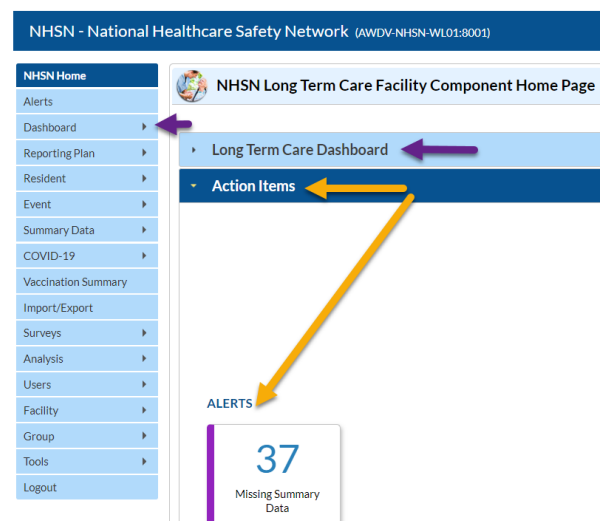 NHSN - National Healthcare Safety Network (AWDV-NHSN-WL01:8001)
NHSN Home
Alerts
Dashboard
Reporting Plan
Resident
Event
Summary Data
COVID-19
Vaccination Summary
Import/Export
Surveys
Analysis
Users
Facility
Group
Tools
Logout
NHSN Long Term Care Facility Component Home Page
Long Term Care Dashboard
Action Items
ALERTS
37
Missing Summary
Data